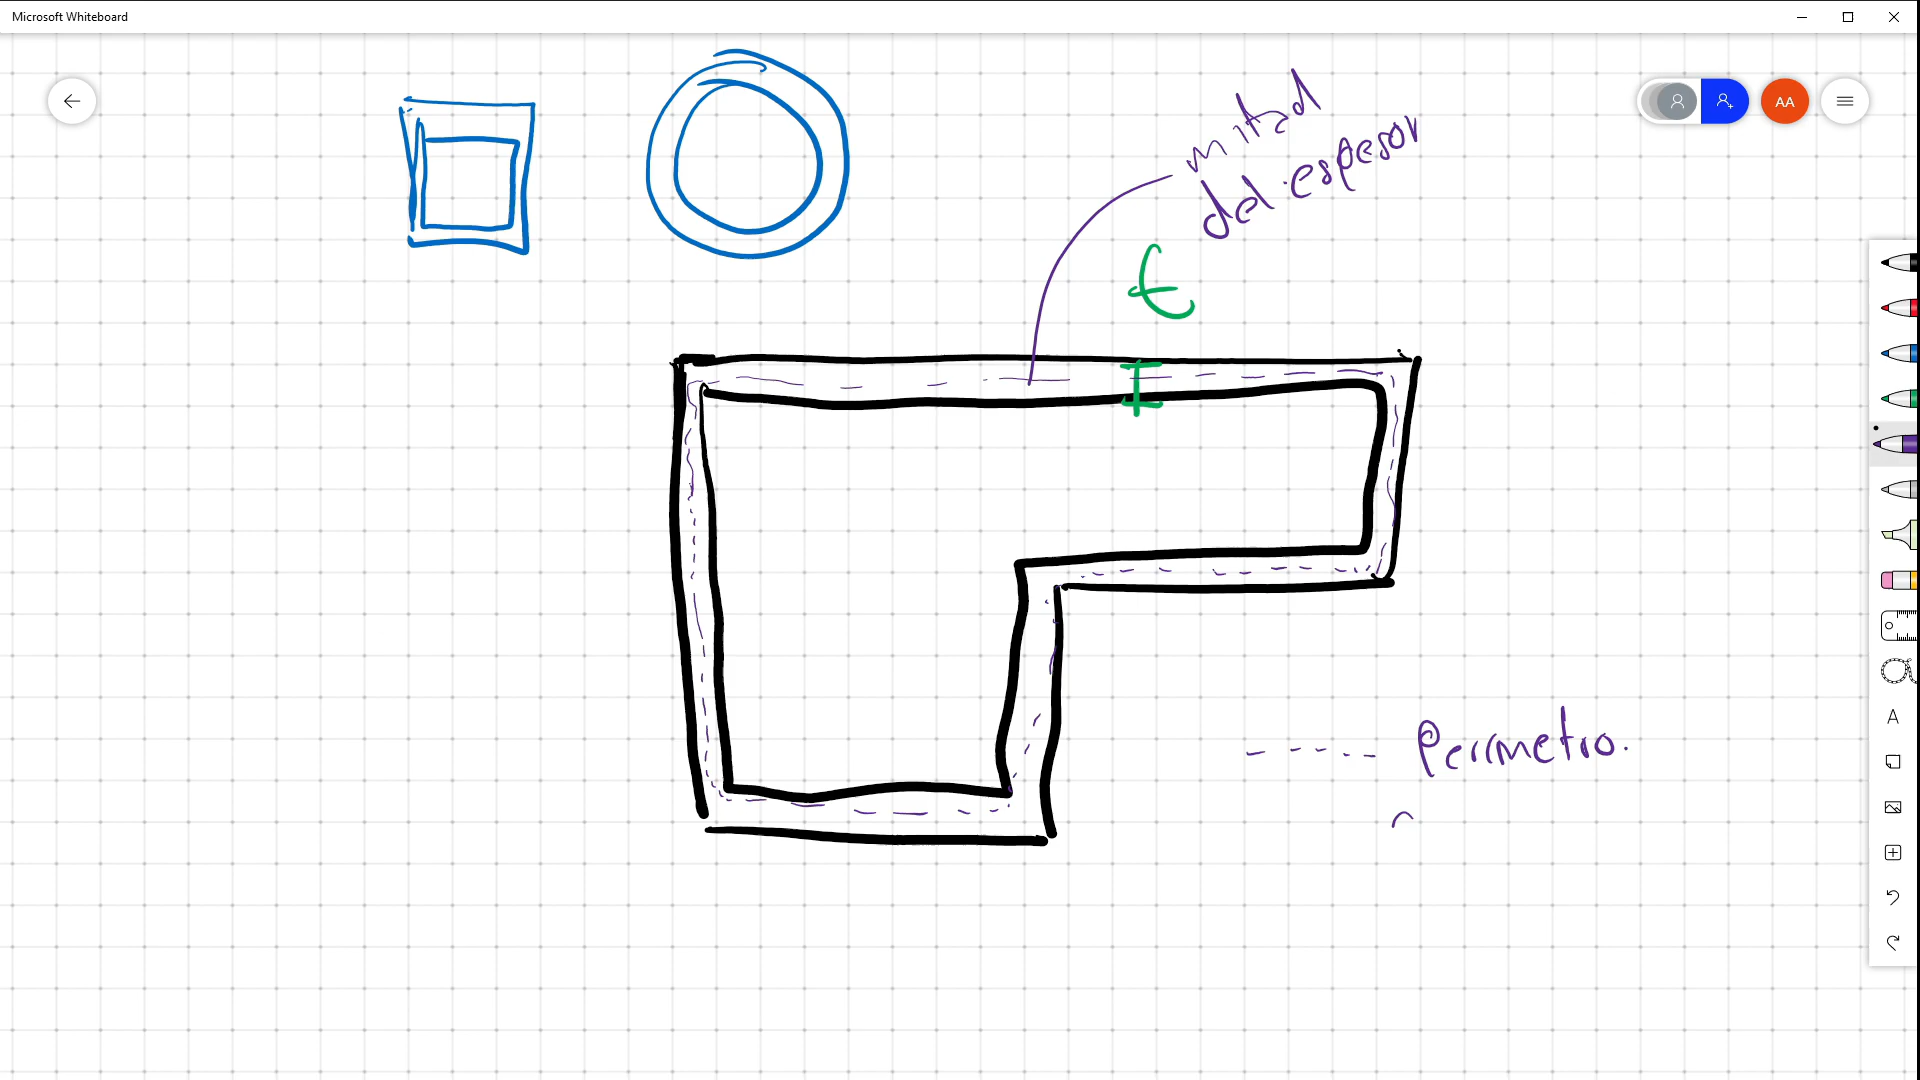 Microsoft Whiteboard
AA
mitad
del espesor
t
Perimetro.
A